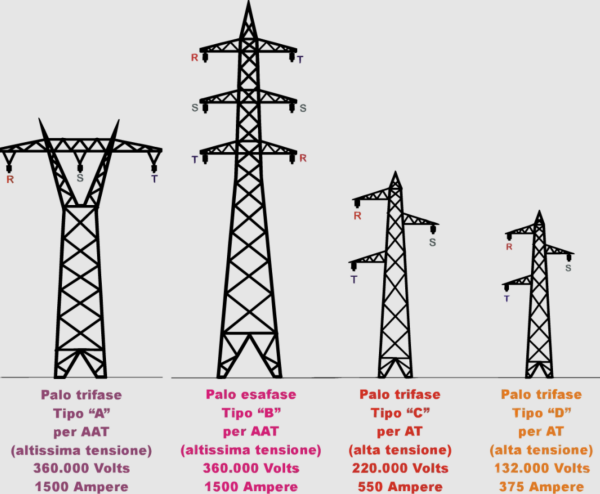 R
T
S
S
T
R
R
S
T
R
S
T
R
S
T
Palo trifase
Tipo “A”
per AAT
(altissima tensione)
360.000 Volts
1500 Ampere
Palo esafase
Tipo “B”
per AAT
(altissima tensione)
360.000 Volts
1500 Ampere
Palo trifase
Tipo “C”
per AT
(alta tensione)
220.000 Volts
550 Ampere
Palo trifase
Tipo “D”
per AT
(alta tensione)
132.000 Volts
375 Ampere